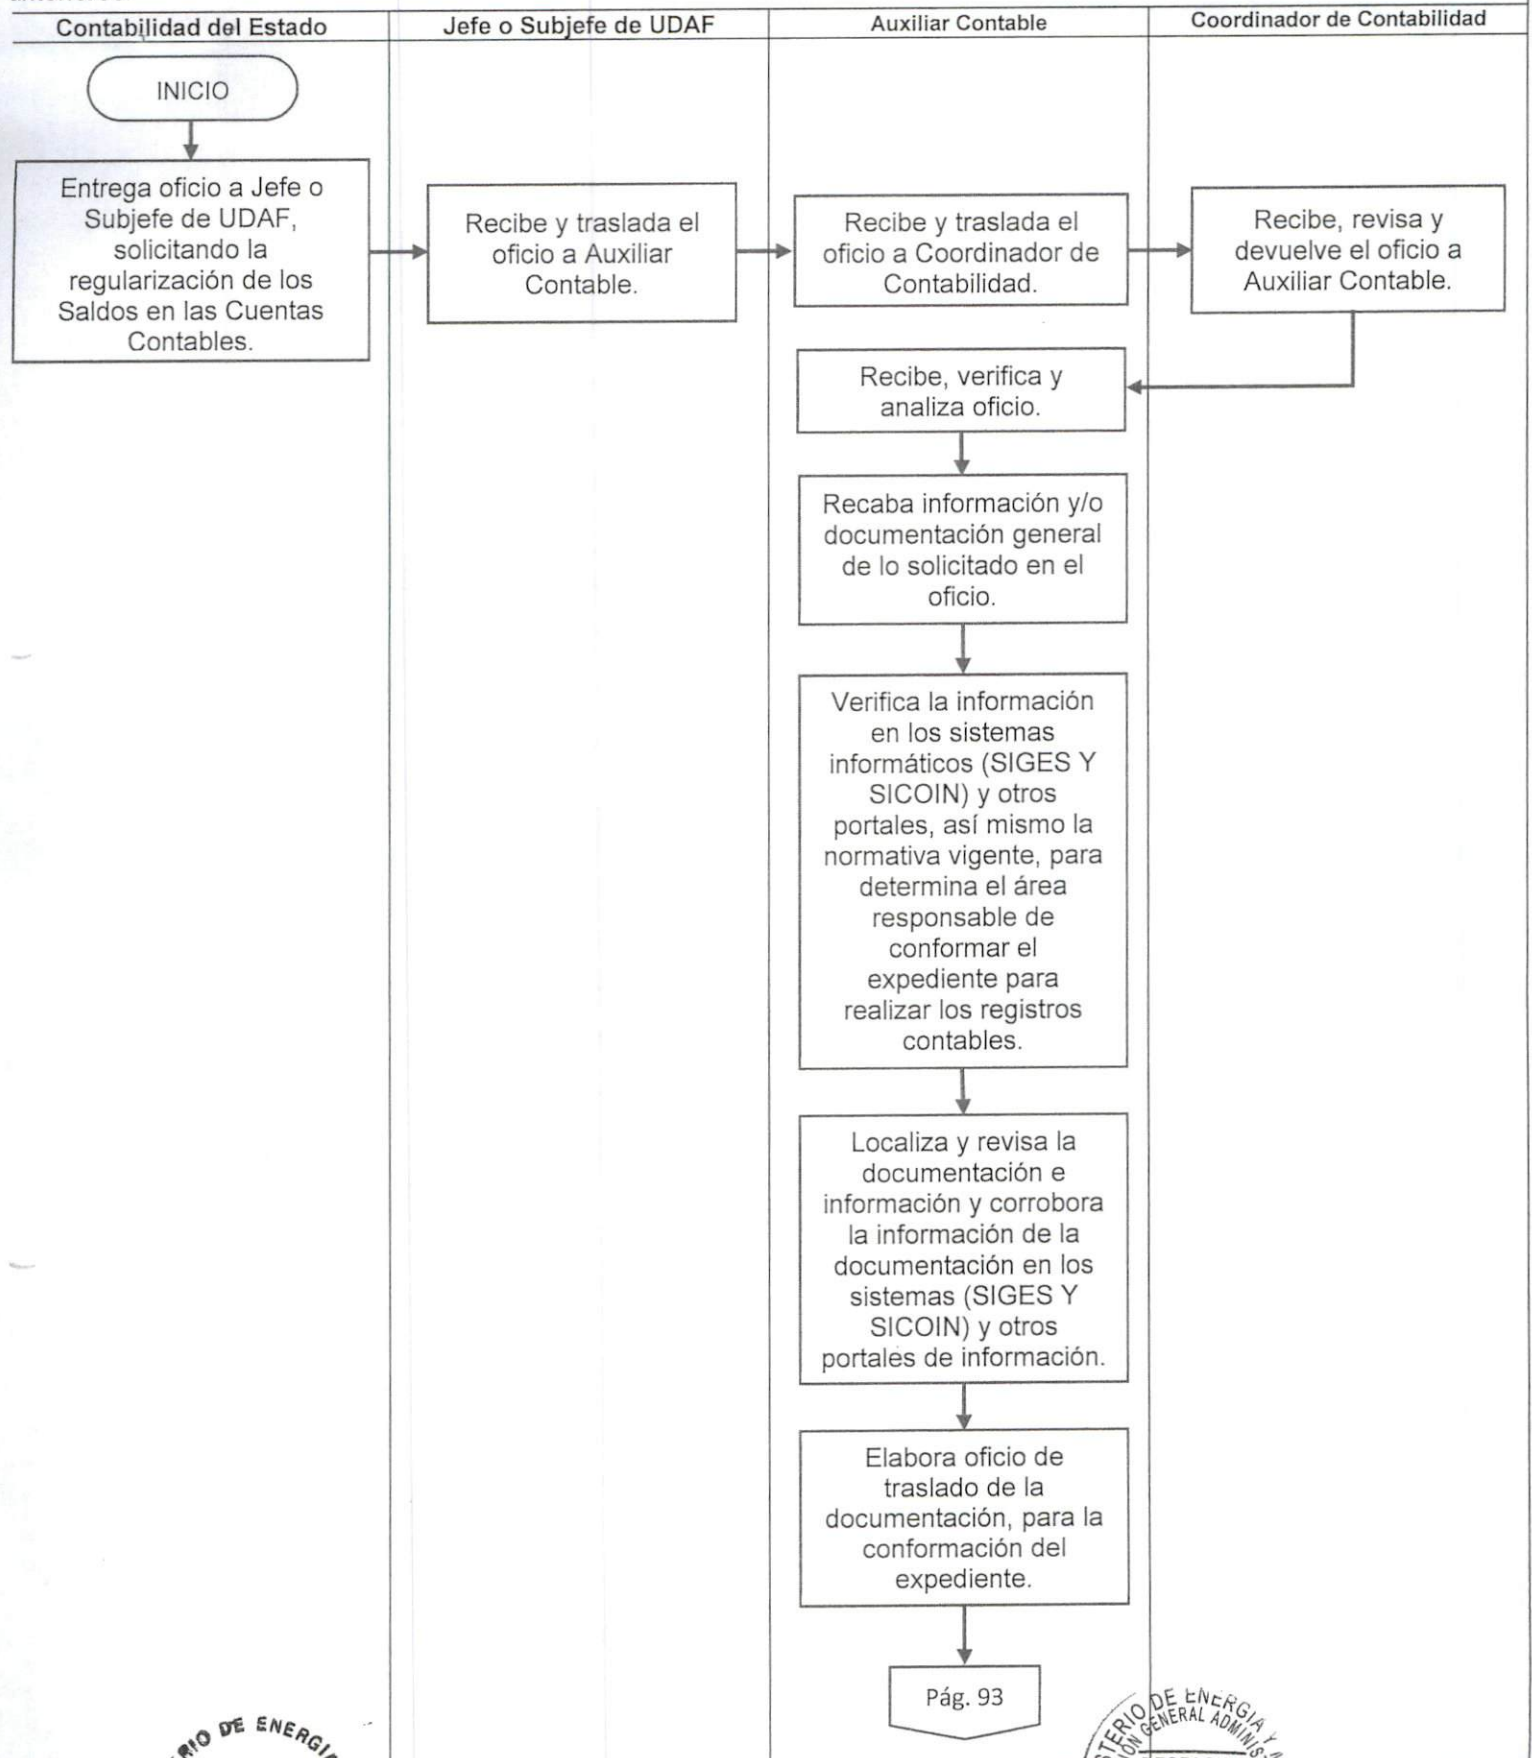 Contabilidad del Estado
Jefe o Subjefe de UDAF
Auxiliar Contable
Coordinador de Contabilidad
INICIO
Entrega oficio a Jefe o
Subjefe de UDAF,
solicitando la
regularización de los
Saldos en las Cuentas
Contables.
Recibe y traslada el
oficio a Auxiliar
Contable.
Recibe y traslada el
oficio a Coordinador de
Contabilidad.
Recibe, revisa y
devuelve el oficio a
Auxiliar Contable.
Recibe, verifica y
analiza oficio.
Recaba información y/o
documentación general
de lo solicitado en el
oficio.
Verifica la información
en los sistemas
informáticos (SIGES Y
SICOIN) y otros
portales, así mismo la
normativa vigente, para
determina el área
responsable de
conformar el
expediente para
realizar los registros
contables.
Localiza y revisa la
documentación e
información y corrobora
la información de la
documentación en los
sistemas (SIGES Y
SICOIN) y otros
portales de información.
Elabora oficio de
traslado de la
documentación, para la
conformación del
expediente.
Pág. 93
DE ENERGIA
DE ENERGIA Y
GENERAL